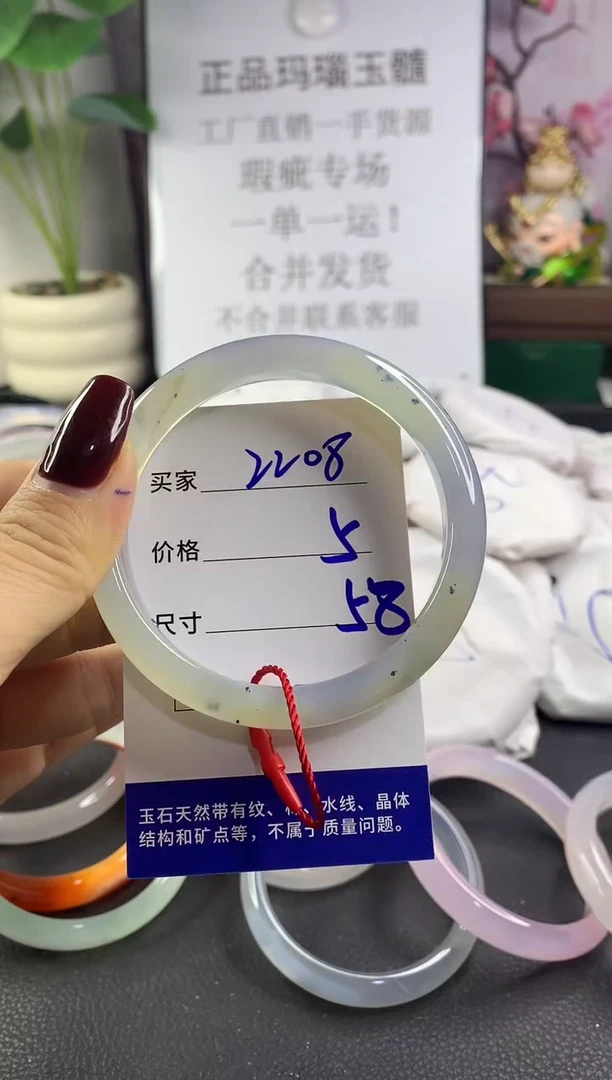 正品玛瑙玉髓
工厂直销一手货源
瑕疵专场
一单一运！
合并发货
不合并联系客服
买家 2208
价格 5
尺寸 58
玉石天然带有纹、 、水线、晶体
结构和矿点等，不属于质量问题。